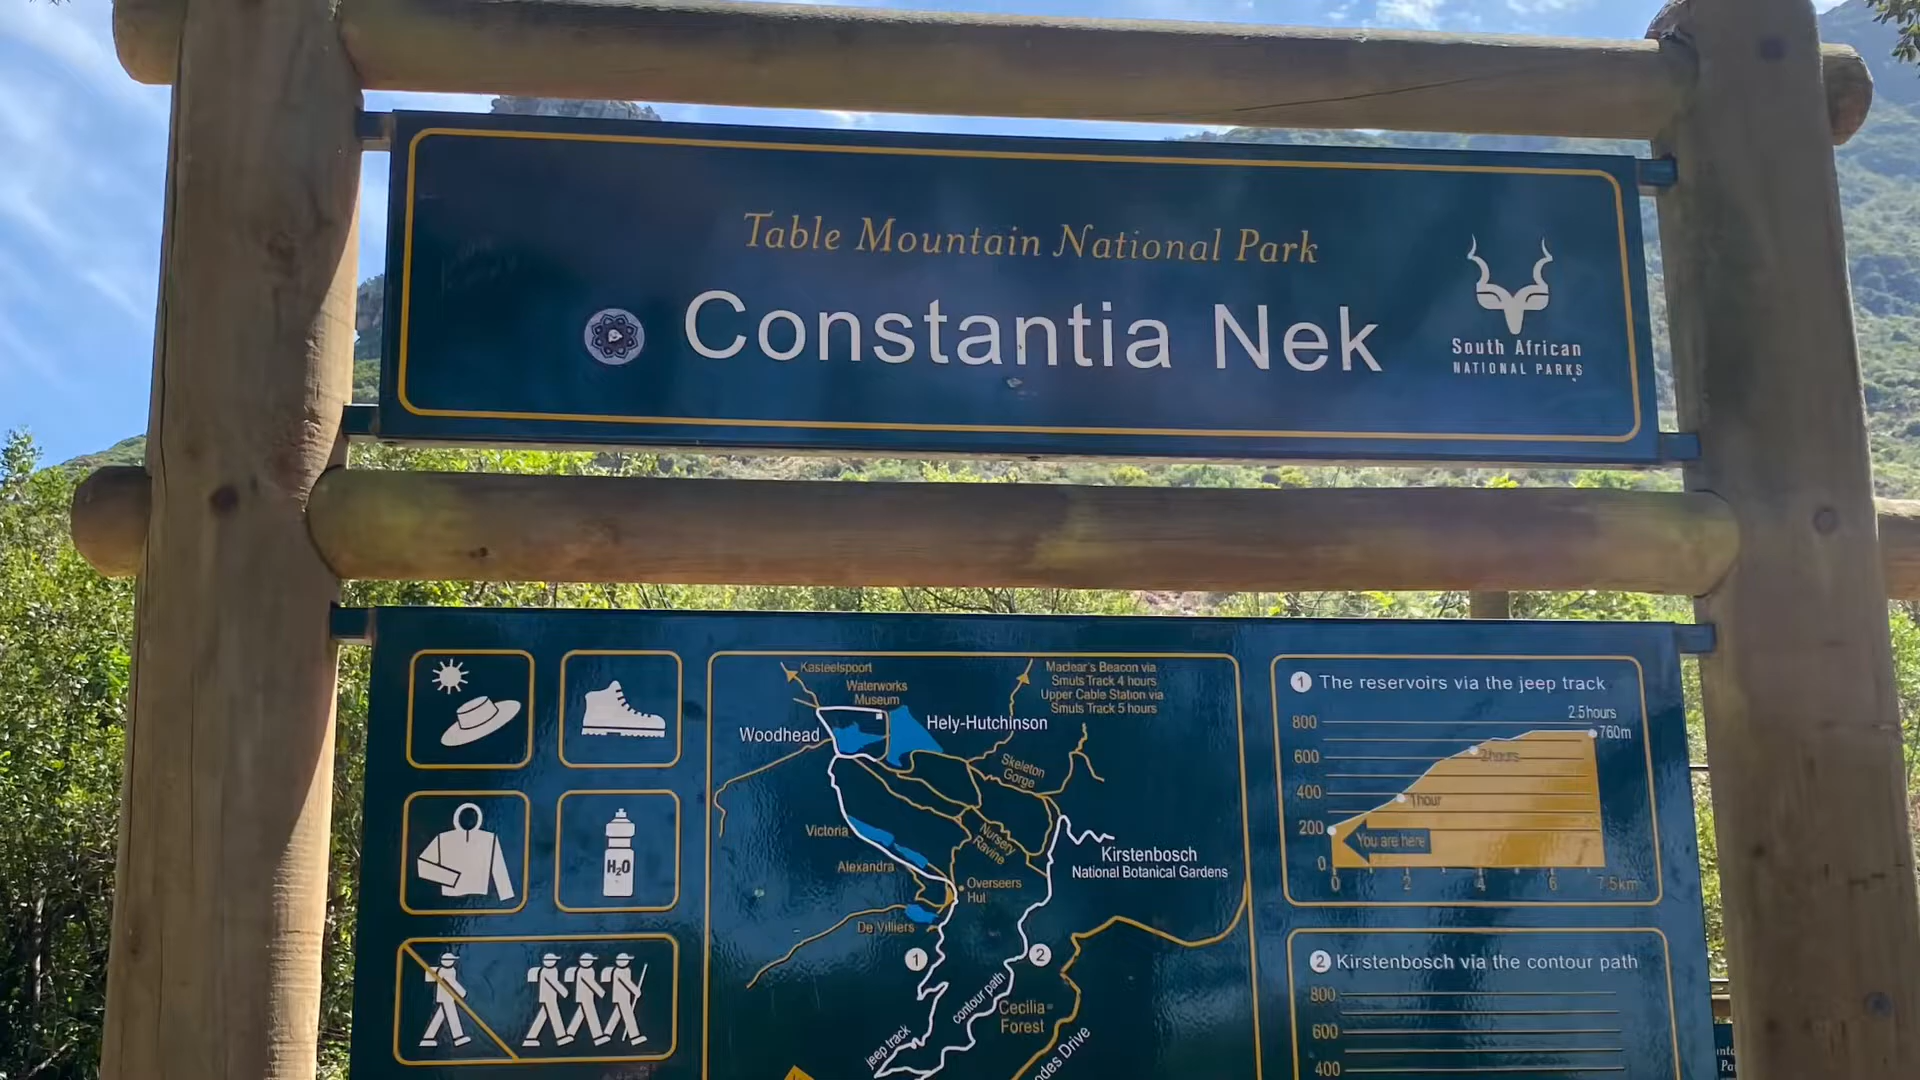 Table Mountain National Park
Constantia Nek
South African
NATIONAL PARKS
H₂O
Kasteelspoort
Waterworks
Museum
Maclear's Beacon via
Smuts Track 4 hours
Upper Cable Station via
Smuts Track 5 hours
Woodhead
Hely-Hutchinson
Skeleton
Gorge
Victoria
Nursery
Ravine
Alexandra
Kirstenbosch
National Botanical Gardens
Overseers
Hut
De Villiers
1
2
contour path
Cecilia
Forest
jeep track
odes Drive
1 The reservoirs via the jeep track
2.5hours
800
760m
600
2hours
400
1hour
200
You are here
0
0 2 4 6 7.5km
2 Kirstenbosch via the contour path
800
600
400